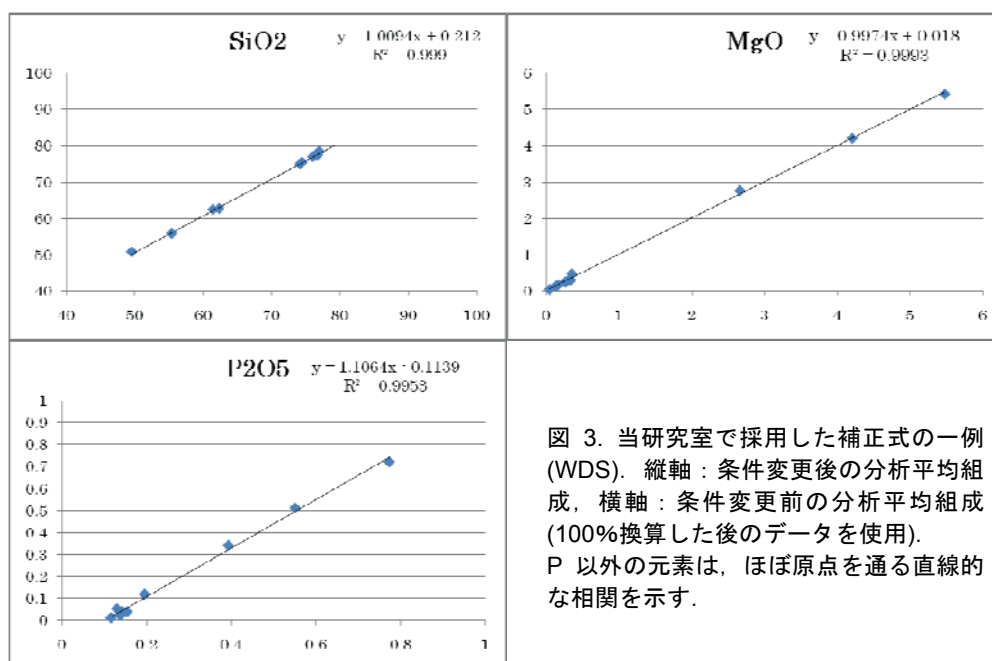 SiO2
y 1.0094x + 0.212
R² 0.999
100
90
80
70
60
50
40
40 50 60 70 80 90 100
MgO
y 0.9974x + 0.018
R² = 0.9993
6
5
4
3
2
1
0
0 1 2 3 4 5 6
P2O5
y = 1.1064x - 0.1139
R² 0.9953
1
0.9
0.8
0.7
0.6
0.5
0.4
0.3
0.2
0.1
0
0 0.2 0.4 0.6 0.8 1
図 3. 当研究室で採用した補正式の一例
(WDS). 縦軸：条件変更後の分析平均組
成，横軸：条件変更前の分析平均組成
(100%換算した後のデータを使用).
P 以外の元素は，ほぼ原点を通る直線的
な相関を示す.